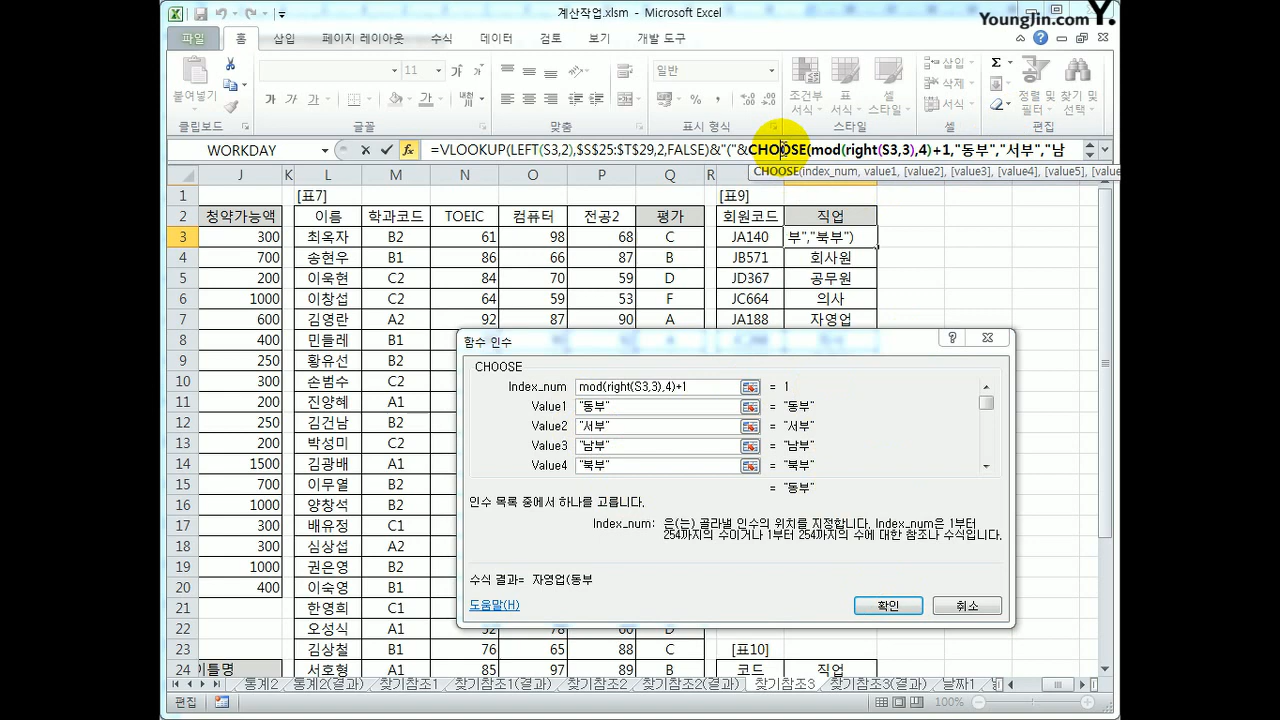 계산작업.xlsm - Microsoft Excel
YoungJin.com Y.
파일 홈 삽입 페이지 레이아웃 수식 데이터 검토 보기 개발 도구
붙여넣기
11
가 가 가
일반
조건부 서식 표 서식 셀 스타일
삽입
삭제
서식
정렬 및 필터 찾기 및 선택
클립보드 글꼴 맞춤 표시 형식 스타일 셀 편집
WORKDAY =VLOOKUP(LEFT(S3,2),$S$25:$T$29,2,FALSE)&"("&CHOOSE(mod(right(S3,3),4)+1,"동부","서부","남
CHOOSE(index_num, value1, [value2], [value3], [value4], [value5], [value
J K L M N O P Q R
1 [표7] [표9]
2 청약가능액 이름 학과코드 TOEIC 컴퓨터 전공2 평가 회원코드 직업
3 300 최옥자 B2 61 98 68 C JA140 부","북부")
4 700 송현우 B1 86 66 87 B JB571 회사원
5 200 이욱현 C2 84 70 59 D JD367 공무원
6 1000 이창섭 C2 64 59 53 F JC664 의사
7 600 김영란 A2 92 87 90 A JA188 자영업
8 400 민들레 B1
9 250 황유선 B2
10 300 손범수 C2
11 200 진양혜 A1
12 250 김건남 B2
13 200 박성미 C2
14 1500 김광배 A1
15 700 이무열 B2
16 1000 양창석 B2
17 300 배유정 C1
18 300 심상섭 A2
19 1000 권은영 B2
20 400 이숙영 B1
21 한영희 C1
22 오성식 A1
23 김상철 B1 76 65 88 C [표10]
24 이틀명 서호형 A1 85 97 89 B 코드 직업
함수 인수
CHOOSE
Index_num mod(right(S3,3),4)+1 = 1
Value1 "동부" = "동부"
Value2 "서부" = "서부"
Value3 "남부" = "남부"
Value4 "북부" = "북부"
= "동부"
인수 목록 중에서 하나를 고릅니다.
Index_num: 은(는) 골라낼 인수의 위치를 지정합니다. Index_num은 1부터
254까지의 수이거나 1부터 254까지의 수에 대한 참조나 수식입니다.
수식 결과= 자영업(동부
도움말(H) 확인 취소
통계2 통계2(결과) 찾기참조1 찾기참조1(결과) 찾기참조2 찾기참조2(결과) 찾기참조3 찾기참조3(결과) 날짜1
편집 100%